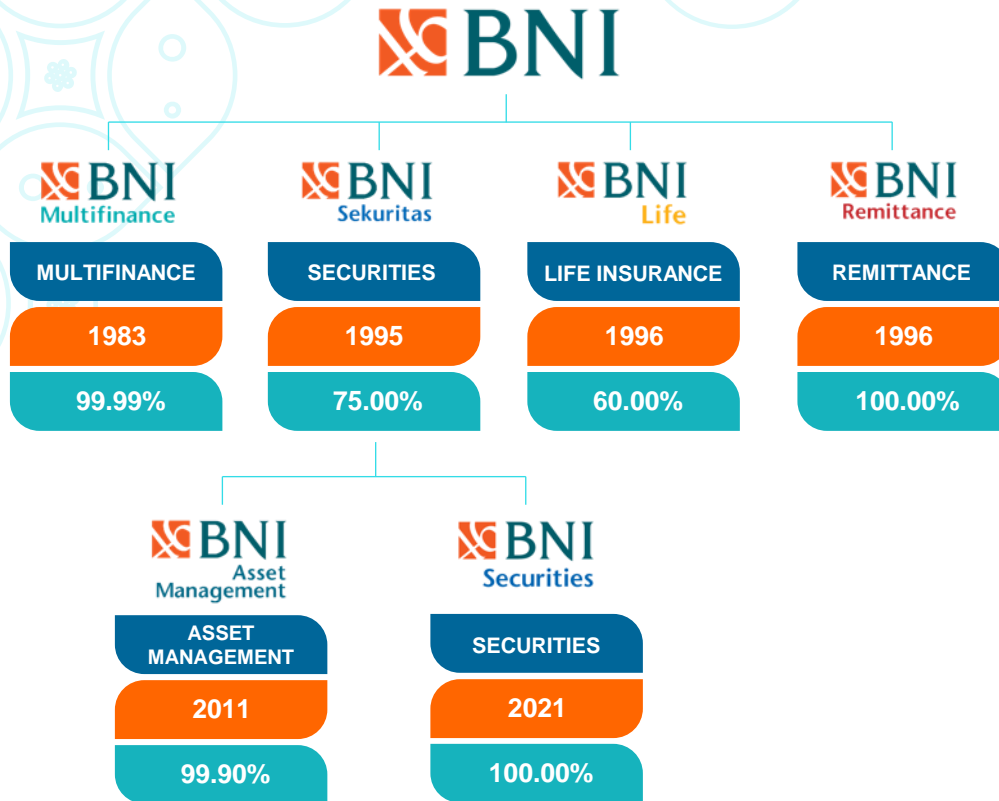 BNI
BNI
Multifinance
BNI
Sekuritas
BNI
Life
BNI
Remittance
MULTIFINANCE
SECURITIES
LIFE INSURANCE
REMITTANCE
1983
1995
1996
1996
99.99%
75.00%
60.00%
100.00%
BNI
Asset
Management
BNI
Securities
ASSET
MANAGEMENT
SECURITIES
2011
2021
99.90%
100.00%